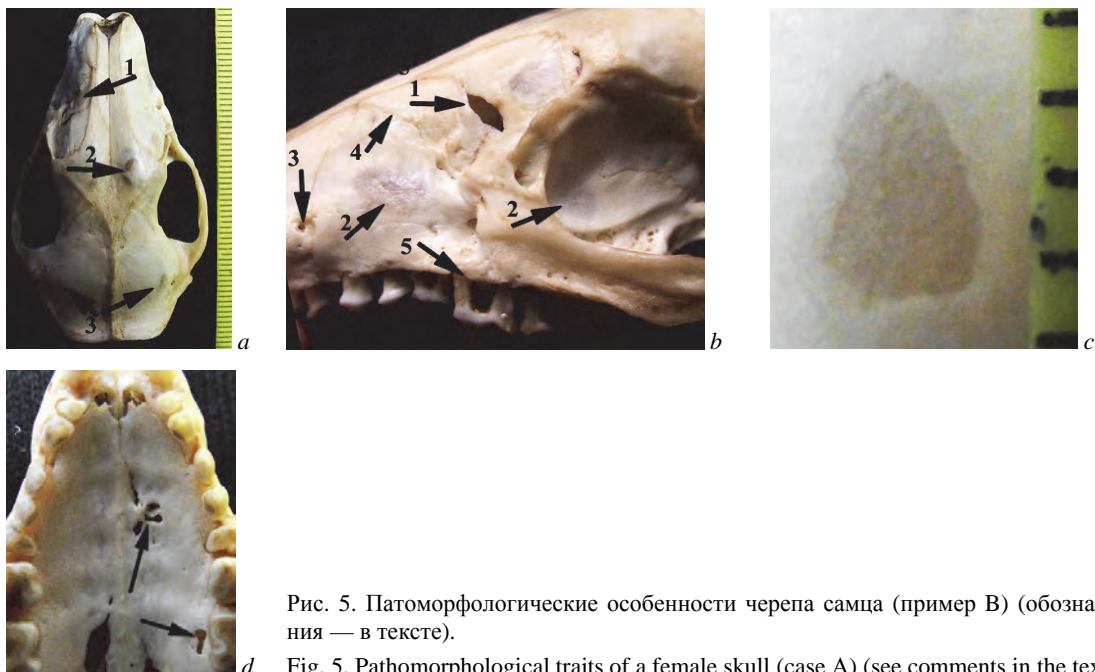 1
2
3
a
1
4
3
2
2
5
b
c
d
Рис. 5. Патоморфологические особенности черепа самца (пример В) (обозна
ния — в тексте).
Fig. 5. Pathomorphological traits of a female skull (case A) (see comments in the tex